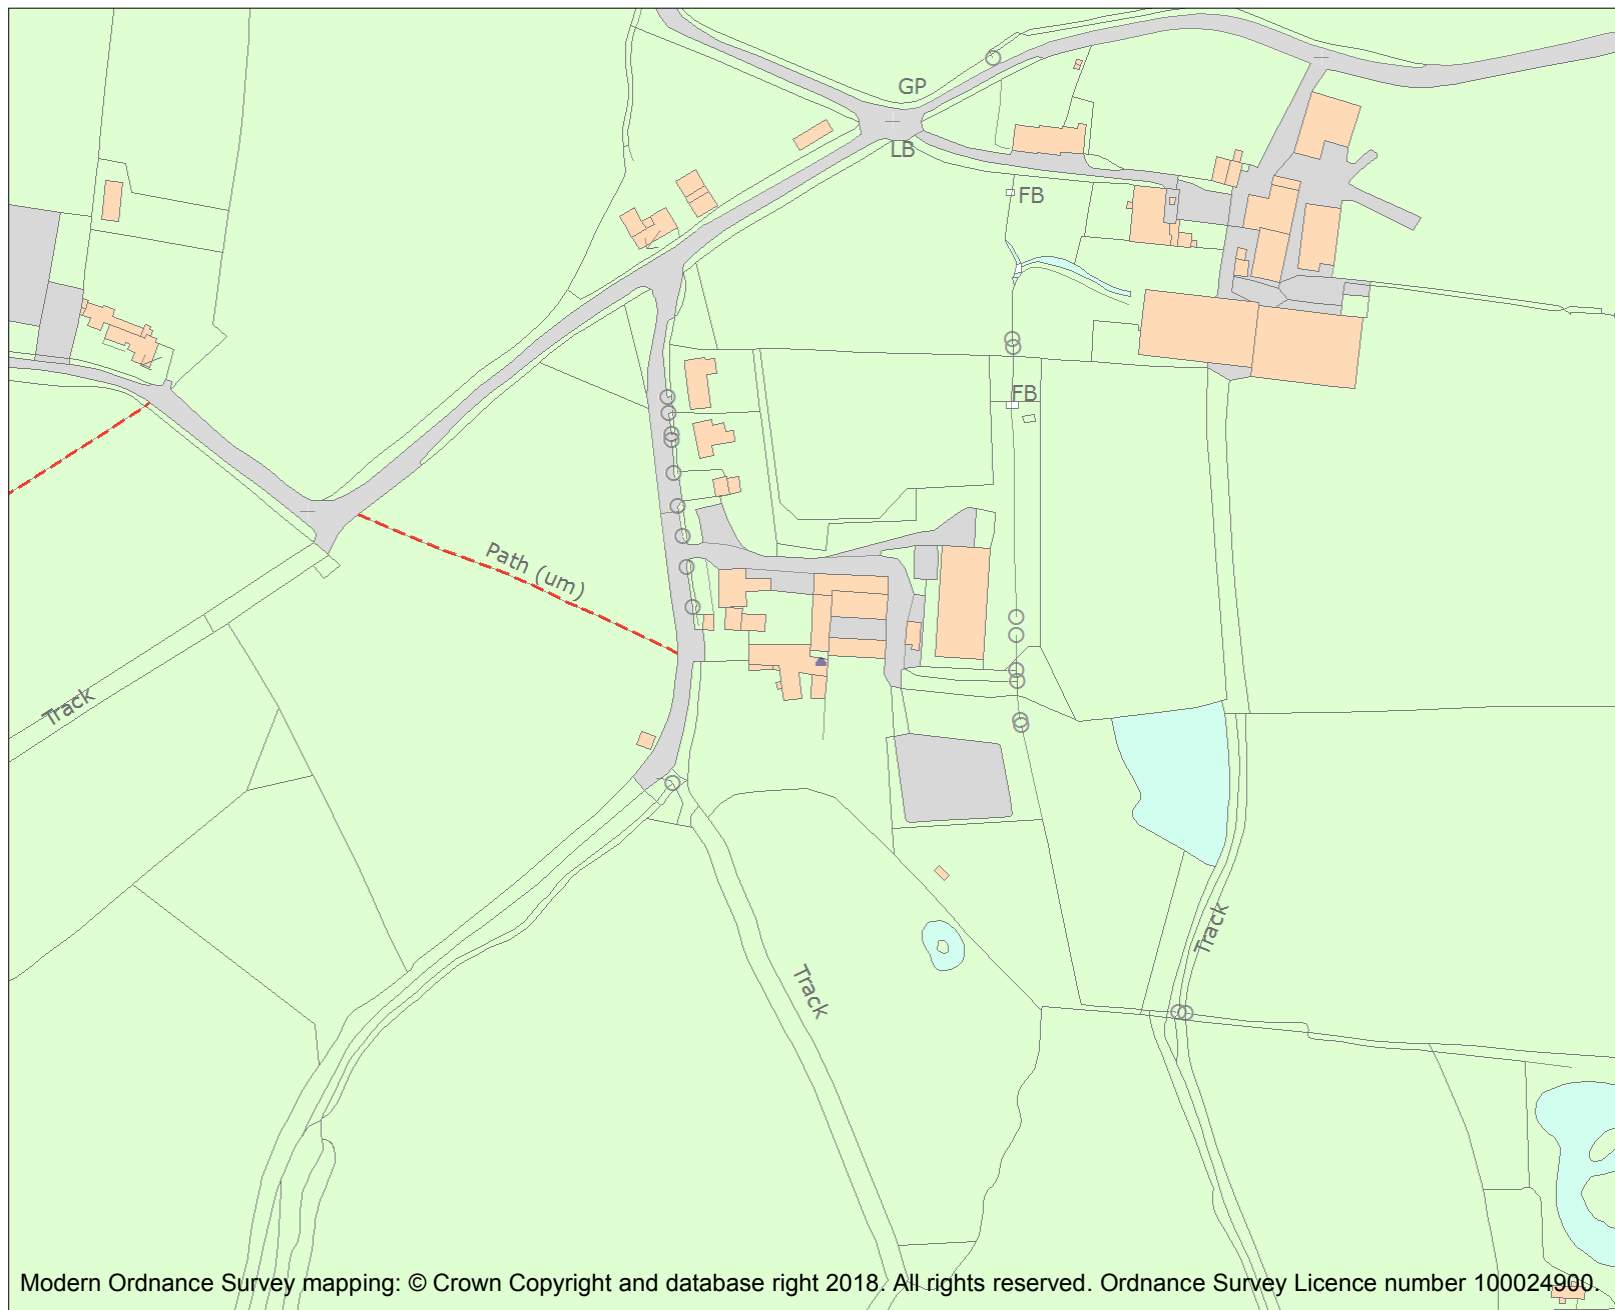 GP
LB
FB
FB
Path (um)
Track
Track
Track
Modern Ordnance Survey mapping: © Crown Copyright and database right 2018. All rights reserved. Ordnance Survey Licence number 100024900.